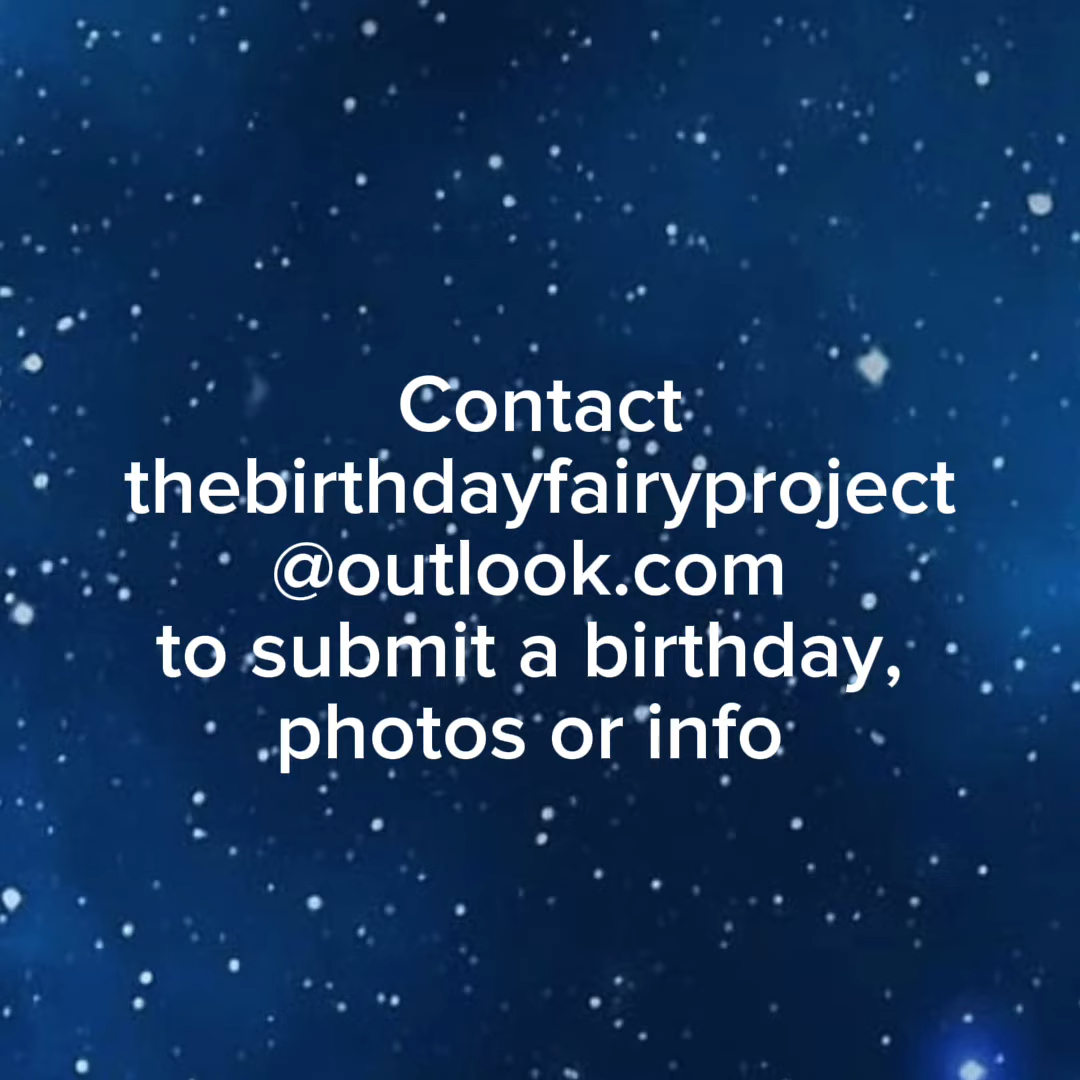 Contact
thebirthdayfairyproject
@outlook.com
to submit a birthday,
photos or info